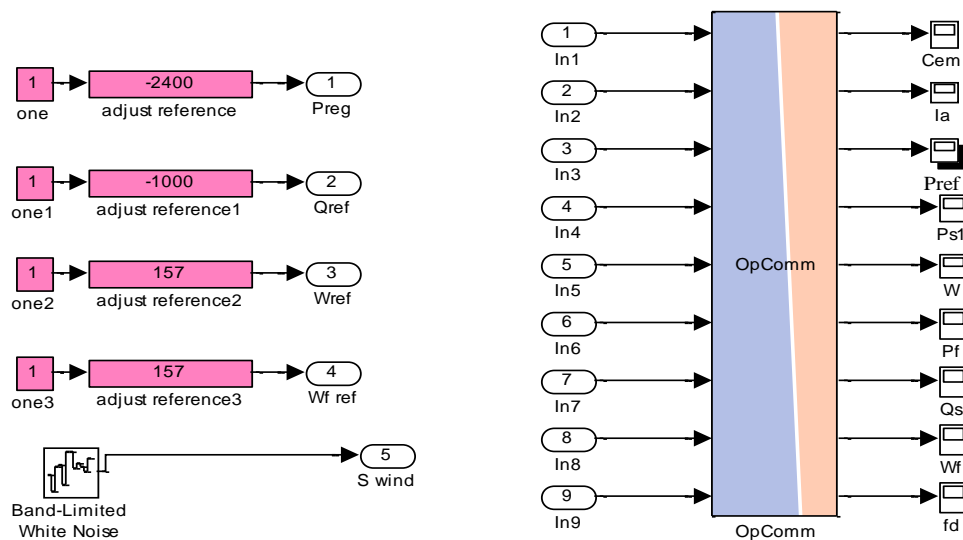 1
-2400
1
one
adjust reference
Preg
1
-1000
2
one1
adjust reference1
Qref
1
157
3
one2
adjust reference2
Wref
1
157
4
one3
adjust reference3
Wf ref
5
S wind
Band-Limited
White Noise
1
In1
2
In2
3
In3
4
In4
5
In5
6
In6
7
In7
8
In8
9
In9
OpComm
OpComm
Cem
Ia
Pref
Ps1
W
Pf
Qs
Wf
fd